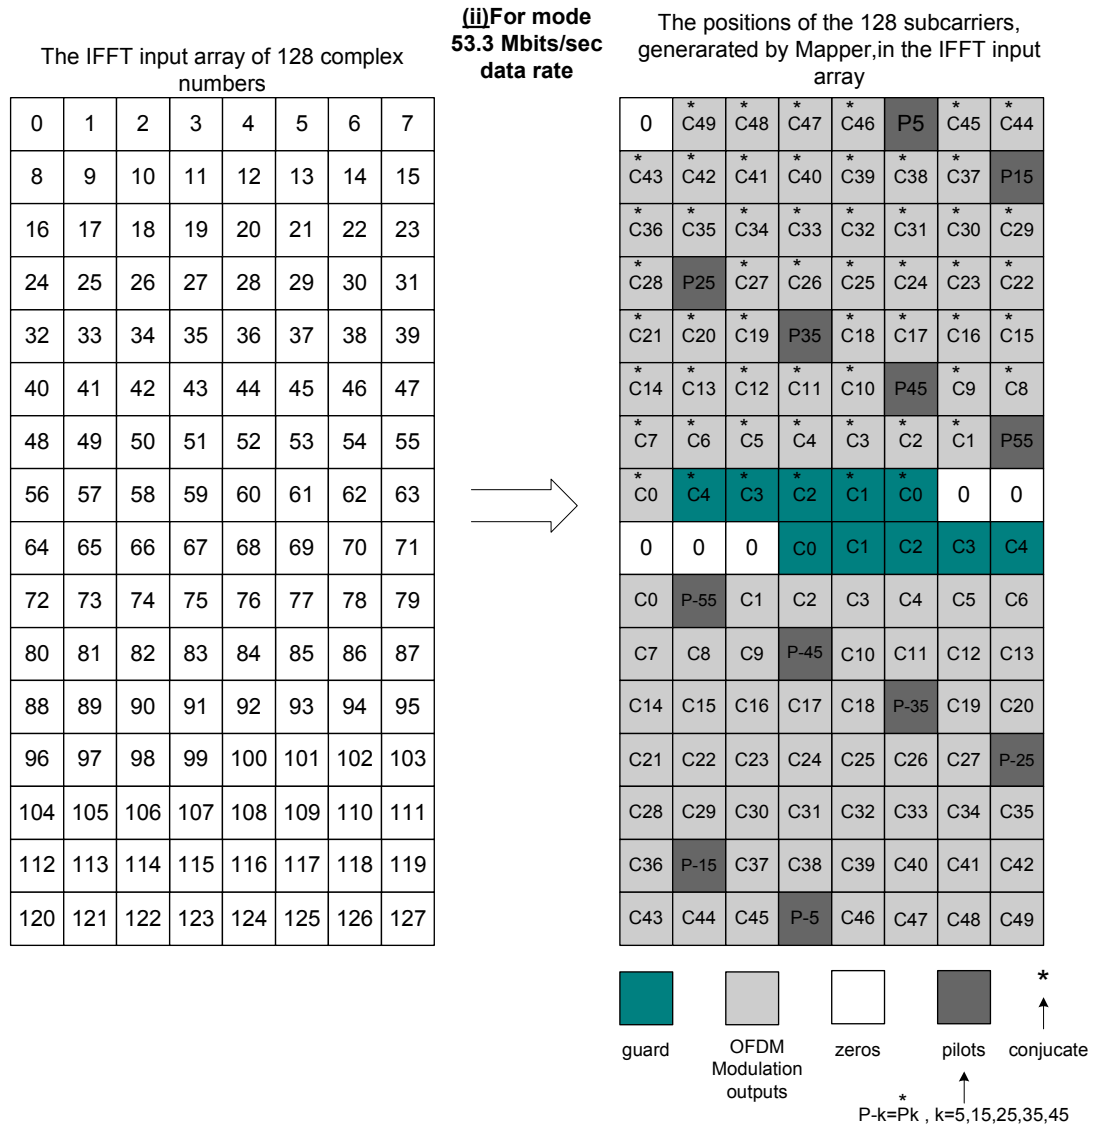 (ii)For mode
53.3 Mbits/sec
data rate
The IFFT input array of 128 complex
numbers
The positions of the 128 subcarriers,
generarated by Mapper,in the IFFT input
array
0 1 2 3 4 5 6 7
8 9 10 11 12 13 14 15
16 17 18 19 20 21 22 23
24 25 26 27 28 29 30 31
32 33 34 35 36 37 38 39
40 41 42 43 44 45 46 47
48 49 50 51 52 53 54 55
56 57 58 59 60 61 62 63
64 65 66 67 68 69 70 71
72 73 74 75 76 77 78 79
80 81 82 83 84 85 86 87
88 89 90 91 92 93 94 95
96 97 98 99 100 101 102 103
104 105 106 107 108 109 110 111
112 113 114 115 116 117 118 119
120 121 122 123 124 125 126 127
* * * * * *
0 C49 C48 C47 C46 P5 C45 C44
* * * * * * *
C43 C42 C41 C40 C39 C38 C37 P15
* * * * * * * *
C36 C35 C34 C33 C32 C31 C30 C29
* * * * * * *
C28 P25 C27 C26 C25 C24 C23 C22
* * * * * * *
C21 C20 C19 P35 C18 C17 C16 C15
* * * * * * *
C14 C13 C12 C11 C10 P45 C9 C8
* * * * * * *
C7 C6 C5 C4 C3 C2 C1 P55
* * * * * *
C0 C4 C3 C2 C1 C0 0 0
0 0 0 C0 C1 C2 C3 C4
C0 P-55 C1 C2 C3 C4 C5 C6
C7 C8 C9 P-45 C10 C11 C12 C13
C14 C15 C16 C17 C18 P-35 C19 C20
C21 C22 C23 C24 C25 C26 C27 P-25
C28 C29 C30 C31 C32 C33 C34 C35
C36 P-15 C37 C38 C39 C40 C41 C42
C43 C44 C45 P-5 C46 C47 C48 C49
*
guard
OFDM
Modulation
outputs
zeros
pilots
conjucate
*
P-k=Pk , k=5,15,25,35,45